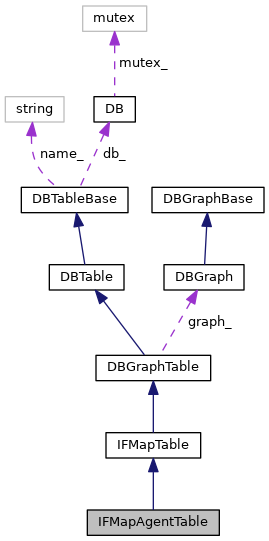 mutex
mutex_
string
DB
name_
db_
DBTableBase
DBGraphBase
DBTable
DBGraph
graph_
DBGraphTable
IFMapTable
IFMapAgentTable